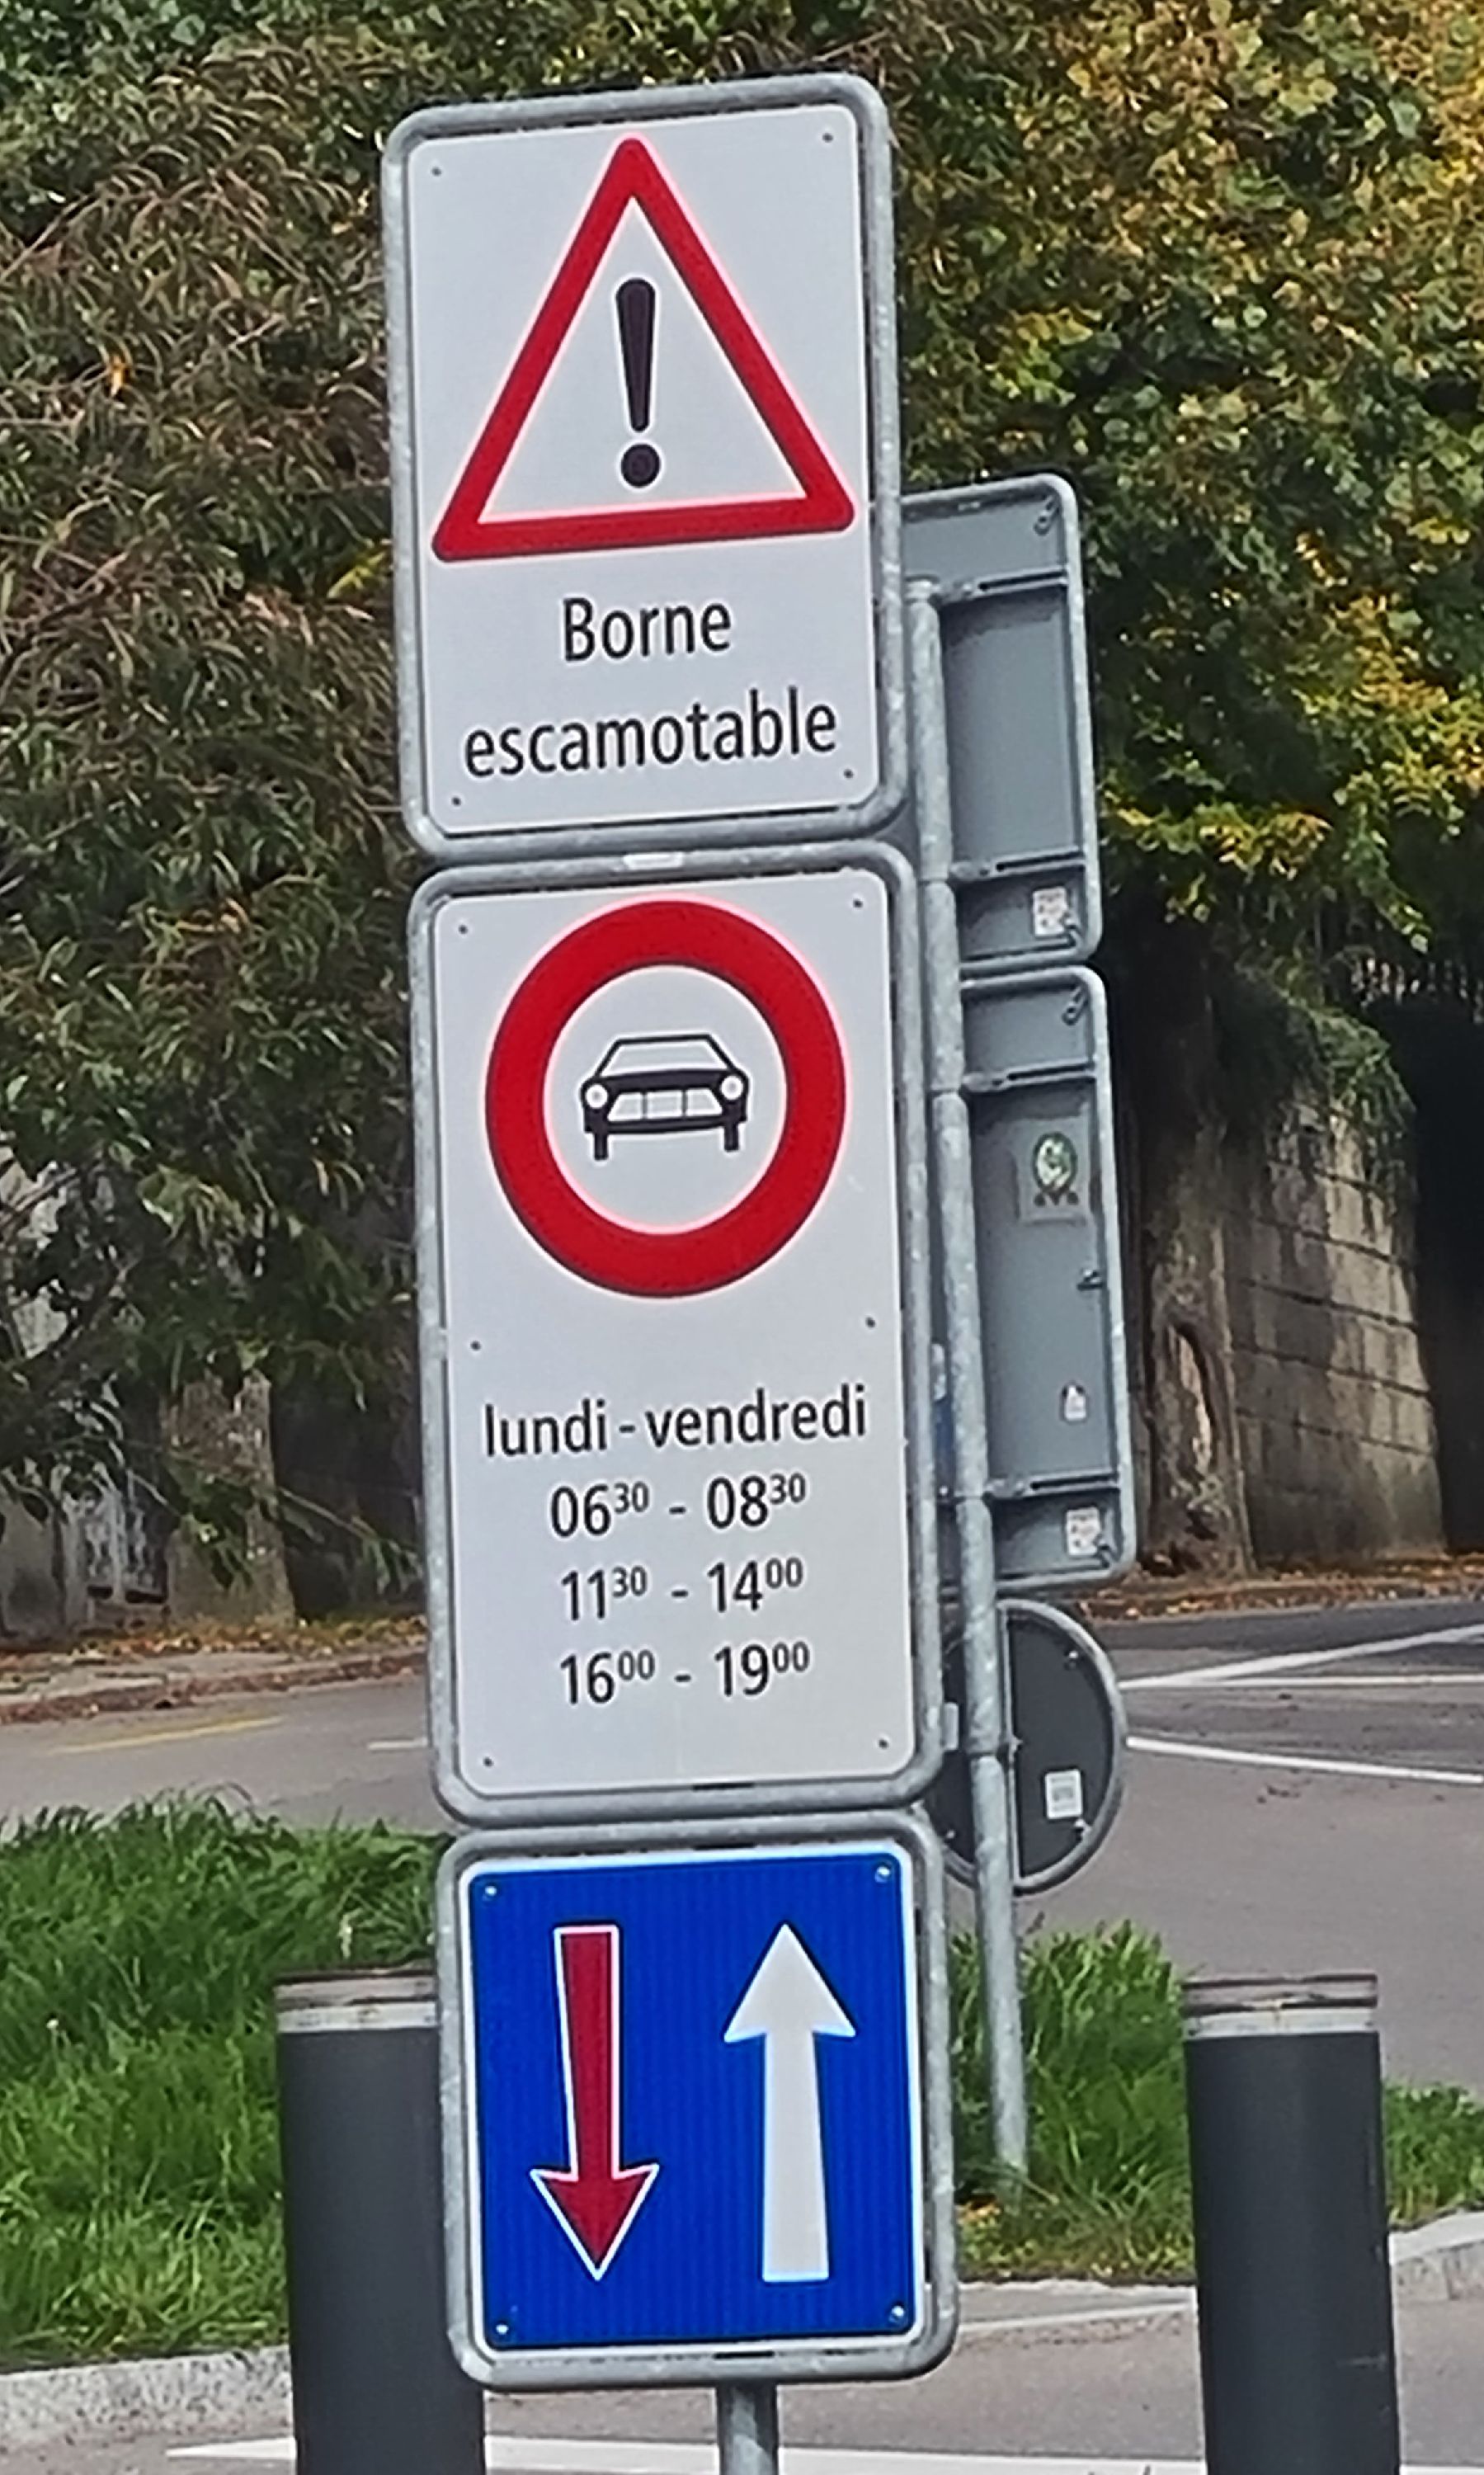 Borne
escamotable
lundi - vendredi
06³⁰ - 08³⁰
11³⁰ - 14⁰⁰
16⁰⁰ - 19⁰⁰